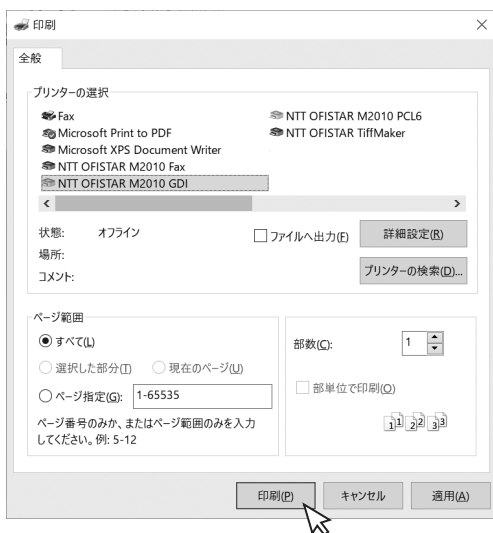 印刷
全般
プリンターの選択
Fax
Microsoft Print to PDF
Microsoft XPS Document Writer
NTT OFISTAR M2010 Fax
NTT OFISTAR M2010 GDI
NTT OFISTAR M2010 PCL6
NTT OFISTAR TiffMaker
状態: オフライン
場所:
コメント:
ファイルへ出力(F)
詳細設定(R)
プリンターの検索(D)...
ページ範囲
すべて(L)
選択した部分(T) 現在のページ(U)
ページ指定(G): 1-65535
ページ番号のみか、またはページ範囲のみを入力
してください。例: 5-12
部数(C): 1
部単位で印刷(O)
11 22 33
印刷(P) キャンセル 適用(A)